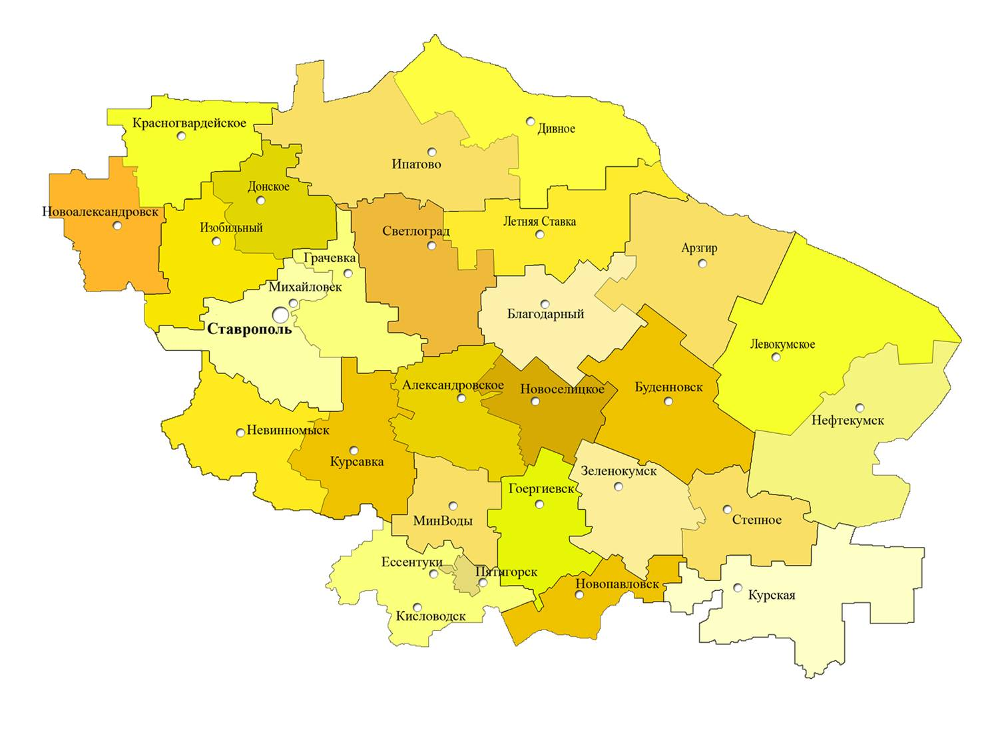 Красногвардейское
Дивное
Ипатово
Донское
Новоалександровск
Изобильный
Летняя Ставка
Светлоград
Арзгир
Грачевка
Михайловек
Благодарный
Ставрополь
Левокумское
Александровское
Новоселицкое
Буденновск
Нефтекумск
Невинномыск
Курсавка
Зеленокумск
Гоергиевск
МинВоды
Степное
Ессентуки
Пятигорск
Новопавловск
Курская
Кисловодск